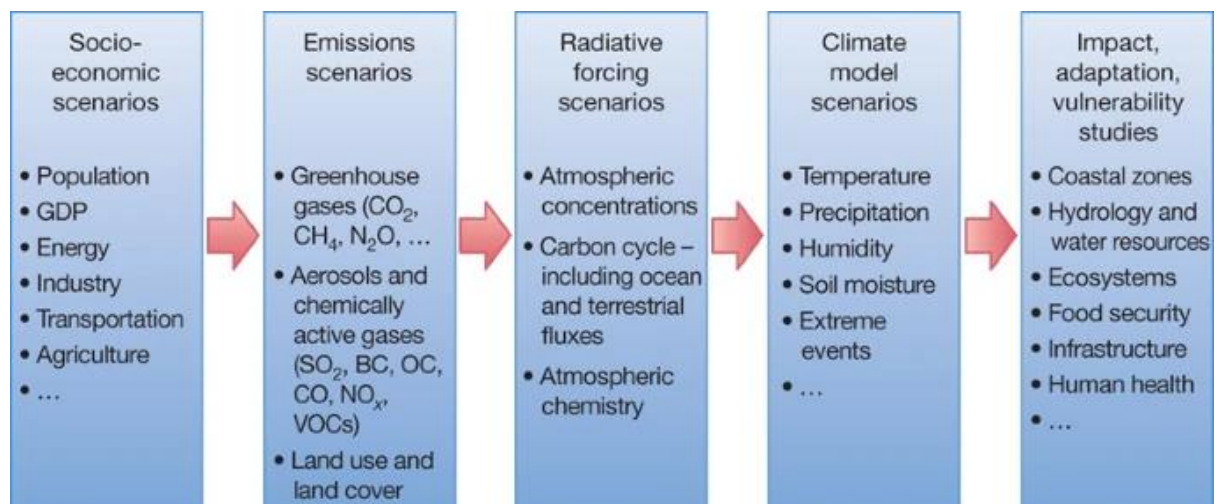 Socio-
economic
scenarios
• Population
• GDP
• Energy
• Industry
• Transportation
• Agriculture
• ...
Emissions
scenarios
• Greenhouse
gases (CO₂,
CH₄, N₂O, ...
• Aerosols and
chemically
active gases
(SO₂, BC, OC,
CO, NOₓ,
VOCs)
• Land use and
land cover
Radiative
forcing
scenarios
• Atmospheric
concentrations
• Carbon cycle –
including ocean
and terrestrial
fluxes
• Atmospheric
chemistry
Climate
model
scenarios
• Temperature
• Precipitation
• Humidity
• Soil moisture
• Extreme
events
• ...
Impact,
adaptation,
vulnerability
studies
• Coastal zones
• Hydrology and
water resources
• Ecosystems
• Food security
• Infrastructure
• Human health
• ...